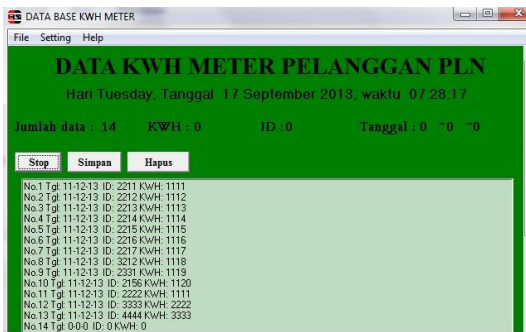 DATA BASE KWH METER
File Setting Help
DATA KWH METER PELANGGAN PLN
Hari Tuesday, Tanggal 17 September 2013, waktu 07.28.17
Jumlah data : 14 KWH : 0 ID :0 Tanggal : 0 ~0 ~0
Stop Simpan Hapus
No.1 Tgl: 11-12-13 ID: 2211 KWH: 1111
No.2 Tgl: 11-12-13 ID: 2212 KWH: 1112
No.3 Tgl: 11-12-13 ID: 2213 KWH: 1113
No.4 Tgl: 11-12-13 ID: 2214 KWH: 1114
No.5 Tgl: 11-12-13 ID: 2215 KWH: 1115
No.6 Tgl: 11-12-13 ID: 2216 KWH: 1116
No.7 Tgl: 11-12-13 ID: 2217 KWH: 1117
No.8 Tgl: 11-12-13 ID: 3212 KWH: 1118
No.9 Tgl: 11-12-13 ID: 2331 KWH: 1119
No.10 Tgl: 11-12-13 ID: 2156 KWH: 1120
No.11 Tgl: 11-12-13 ID: 2222 KWH: 1111
No.12 Tgl: 11-12-13 ID: 3333 KWH: 2222
No.13 Tgl: 11-12-13 ID: 4444 KWH: 3333
No.14 Tgl: 0-0-0 ID: 0 KWH: 0